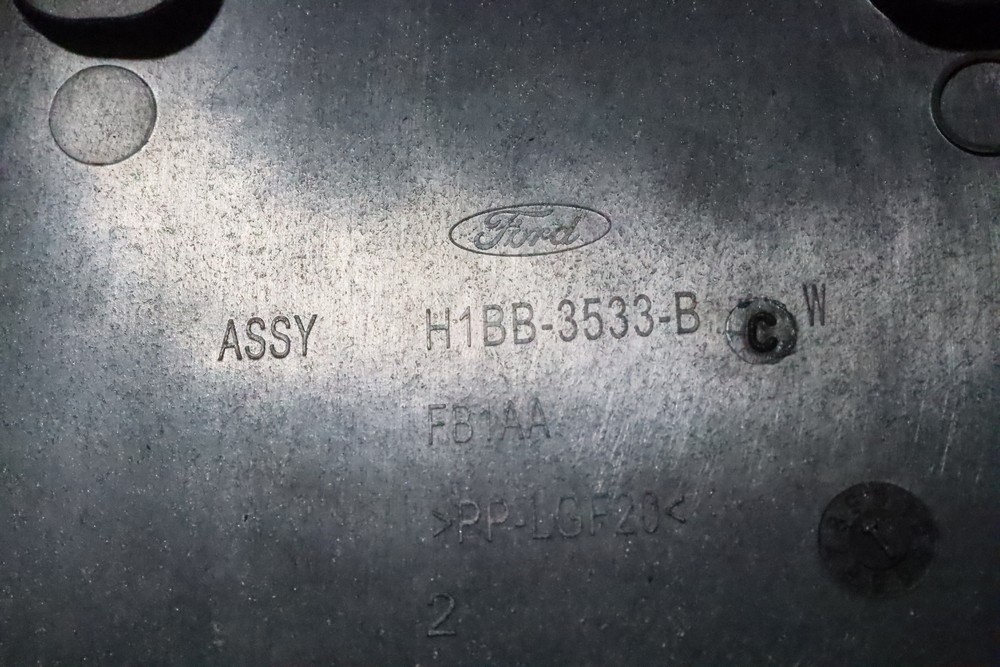 Ford
ASSY H1BB-3533-B C W
FB1AA
>PP-LGF20<
2